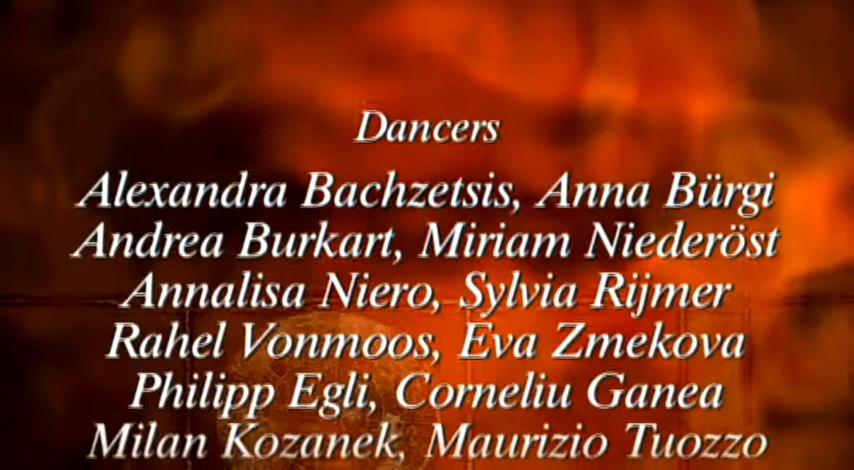 Dancers
Alexandra Bachzetsis, Anna Bürgi
Andrea Burkart, Miriam Niederöst
Annalisa Niero, Sylvia Rijmer
Rahel Vonmoos, Eva Zmekova
Philipp Egli, Corneliu Ganea
Milan Kozanek, Maurizio Tuozzo